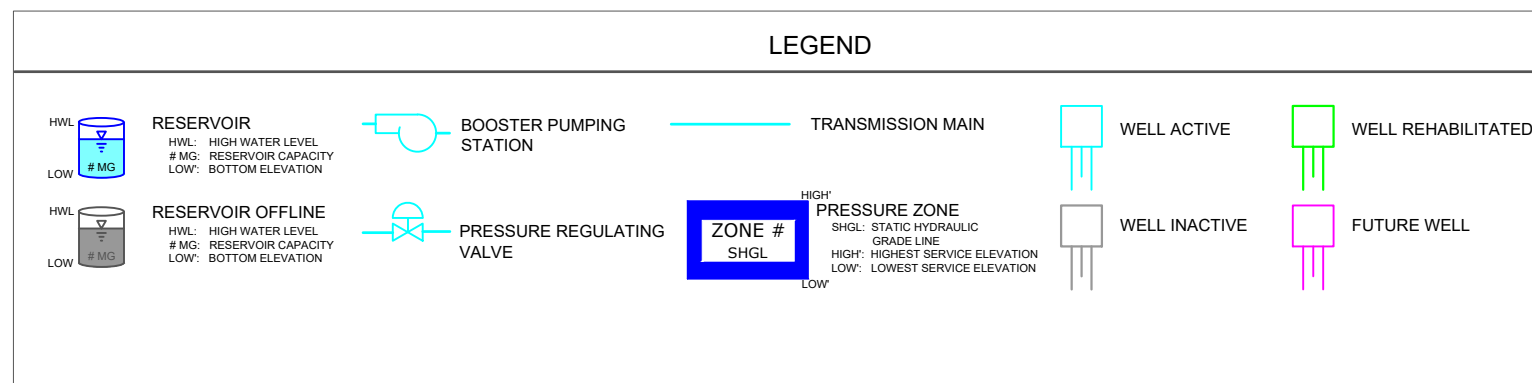 LEGEND
HWL
# MG
LOW
RESERVOIR
HWL: HIGH WATER LEVEL
# MG: RESERVOIR CAPACITY
LOW': BOTTOM ELEVATION
BOOSTER PUMPING
STATION
TRANSMISSION MAIN
WELL ACTIVE
WELL REHABILITATED
HWL
# MG
LOW
RESERVOIR OFFLINE
HWL: HIGH WATER LEVEL
# MG: RESERVOIR CAPACITY
LOW': BOTTOM ELEVATION
PRESSURE REGULATING
VALVE
ZONE #
SHGL
HIGH'
LOW'
PRESSURE ZONE
SHGL: STATIC HYDRAULIC
GRADE LINE
HIGH': HIGHEST SERVICE ELEVATION
LOW': LOWEST SERVICE ELEVATION
WELL INACTIVE
FUTURE WELL